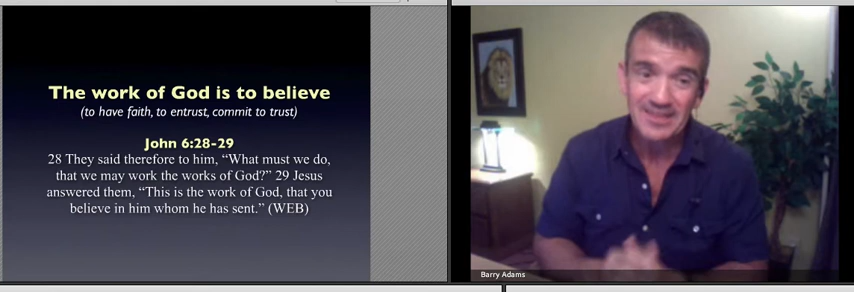 The work of God is to believe
(to have faith, to entrust, commit to trust)
John 6:28-29
28 They said therefore to him, “What must we do,
that we may work the works of God?” 29 Jesus
answered them, “This is the work of God, that you
believe in him whom he has sent.” (WEB)
Barry Adams